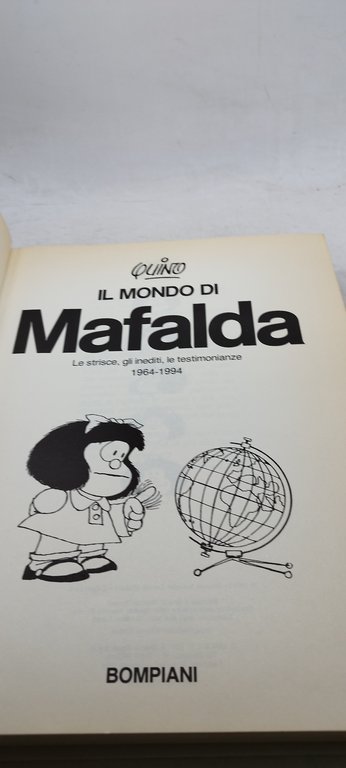 QUINO
IL MONDO DI
Mafalda
Le strisce, gli inediti, le testimonianze
1964-1994
BOMPIANI